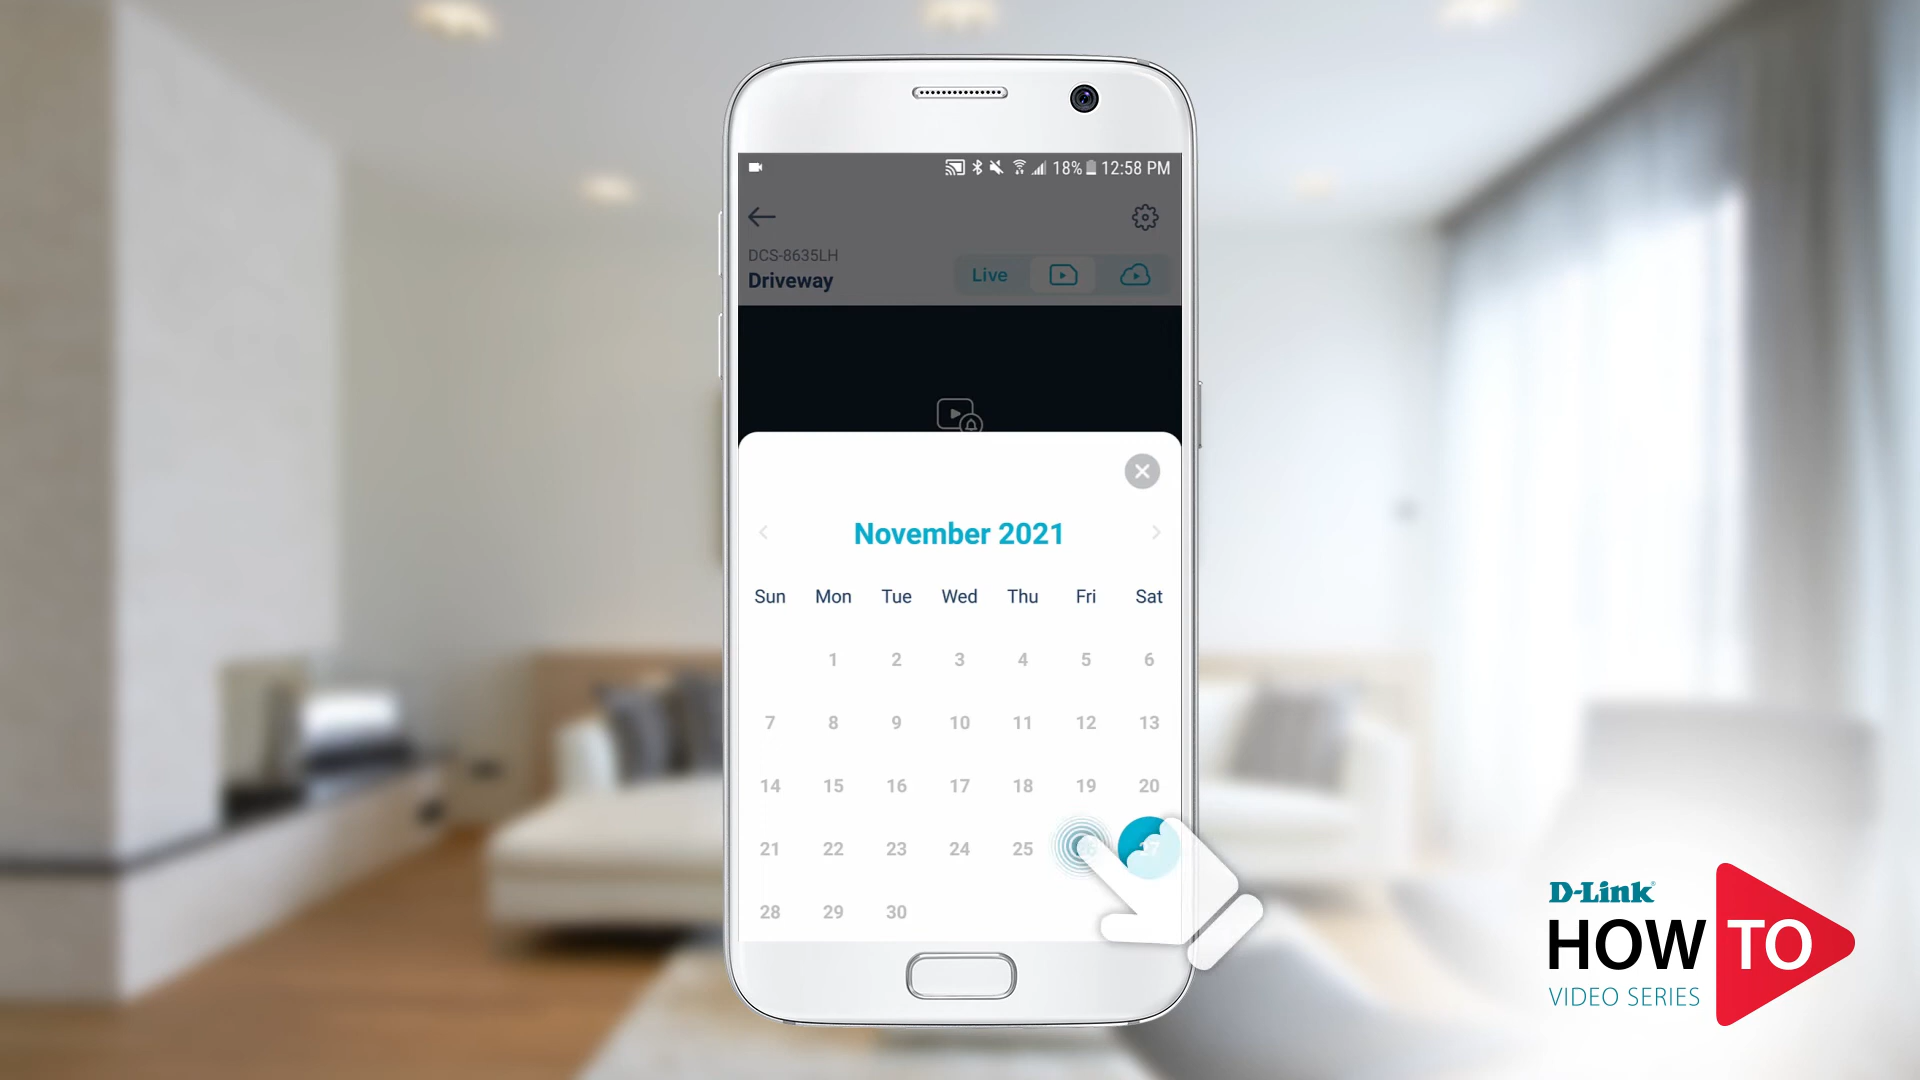 18% 12:58 PM
DCS-8635LH
Driveway
Live
November 2021
Sun Mon Tue Wed Thu Fri Sat
1 2 3 4 5 6
7 8 9 10 11 12 13
14 15 16 17 18 19 20
21 22 23 24 25 27
28 29 30
D-Link
HOW TO
VIDEO SERIES